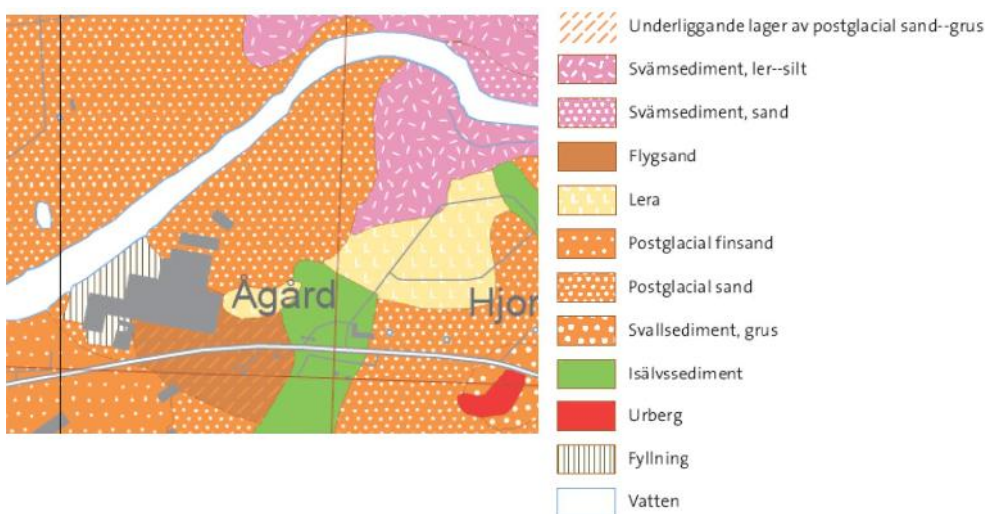 Ågård
Hjor
Underliggande lager av postglacial sand--grus
Svämsediment, ler--silt
Svämsediment, sand
Flygsand
Lera
Postglacial finsand
Postglacial sand
Svallsediment, grus
Isälvssediment
Urberg
Fyllning
Vatten